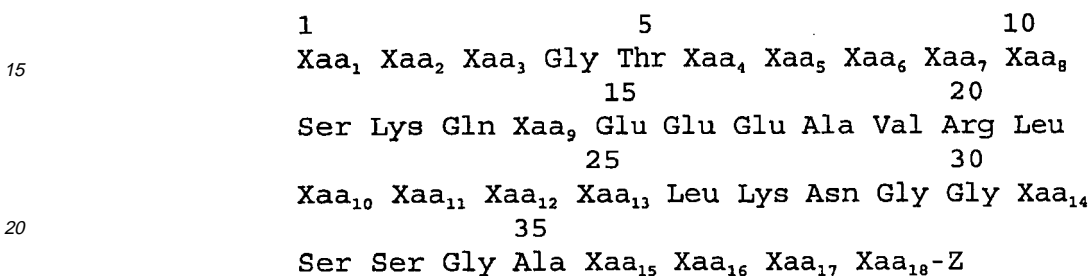 1 5 10
15 Xaa₁ Xaa₂ Xaa₃ Gly Thr Xaa₄ Xaa₅ Xaa₆ Xaa₇ Xaa₈
15 20
Ser Lys Gln Xaa₉ Glu Glu Glu Ala Val Arg Leu
25 30
Xaa₁₀ Xaa₁₁ Xaa₁₂ Xaa₁₃ Leu Lys Asn Gly Gly Xaa₁₄
20 35
Ser Ser Gly Ala Xaa₁₅ Xaa₁₆ Xaa₁₇ Xaa₁₈-Z